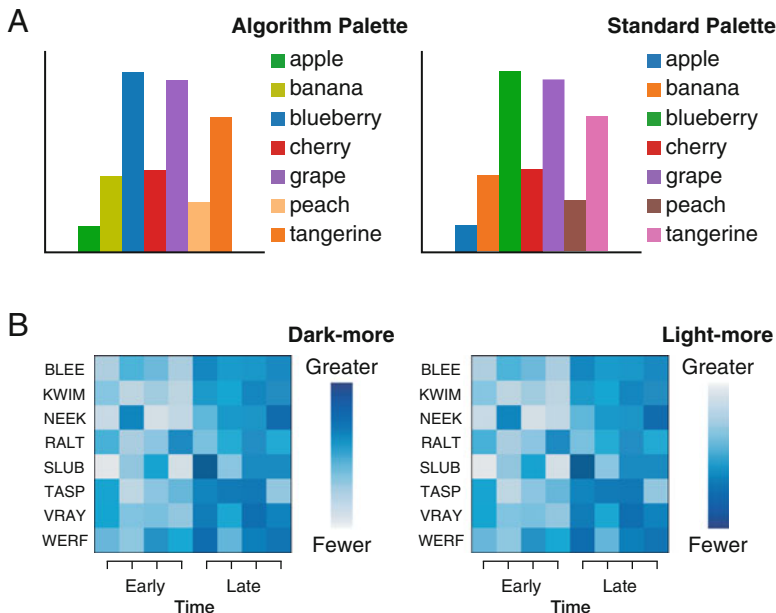 A
Algorithm Palette
apple
banana
blueberry
cherry
grape
peach
tangerine
Standard Palette
apple
banana
blueberry
cherry
grape
peach
tangerine
B
Dark-more
BLEE
KWIM
NEEK
RALT
SLUB
TASP
VRAY
WERF
Greater
Fewer
Early Late
Time
Light-more
BLEE
KWIM
NEEK
RALT
SLUB
TASP
VRAY
WERF
Greater
Fewer
Early Late
Time